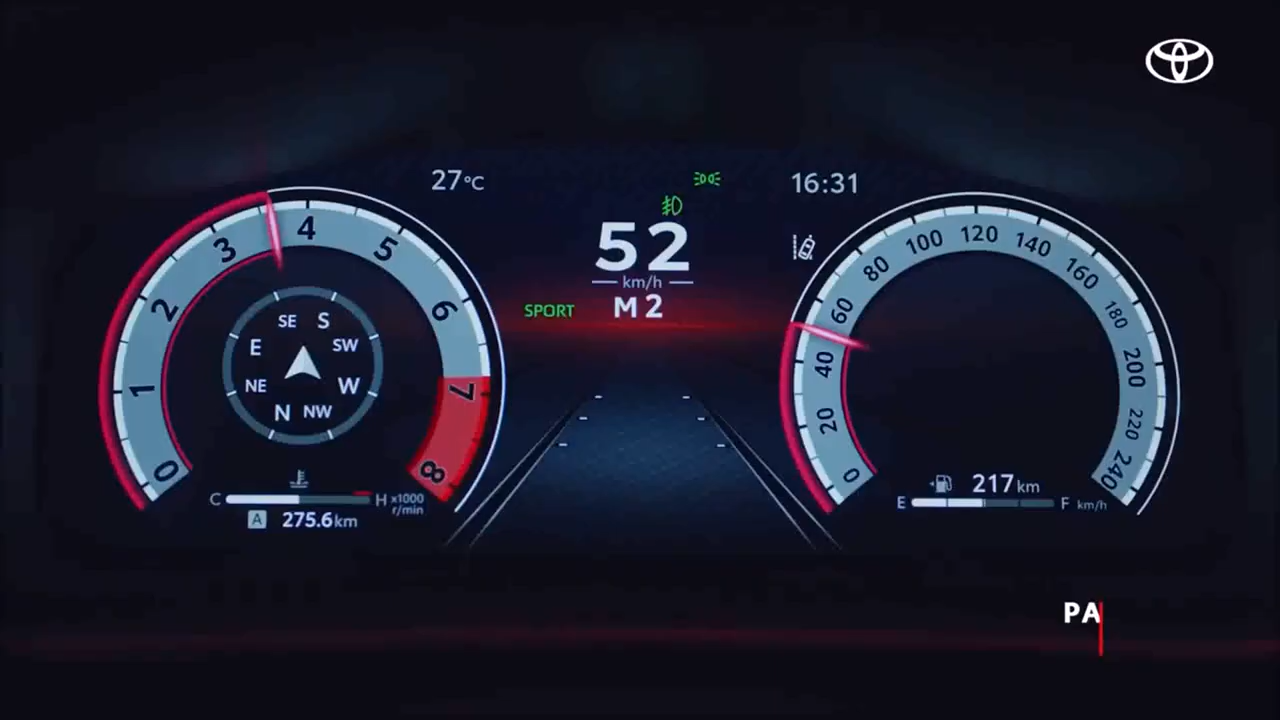 27°C
16:31
52
km/h
SPORT
M 2
0
1
2
3
4
5
6
7
8
SE
S
E
SW
NE
W
N
NW
C
H
x1000
r/min
A
275.6km
0
20
40
60
80
100
120
140
160
180
200
220
240
217km
E
F
km/h
PA